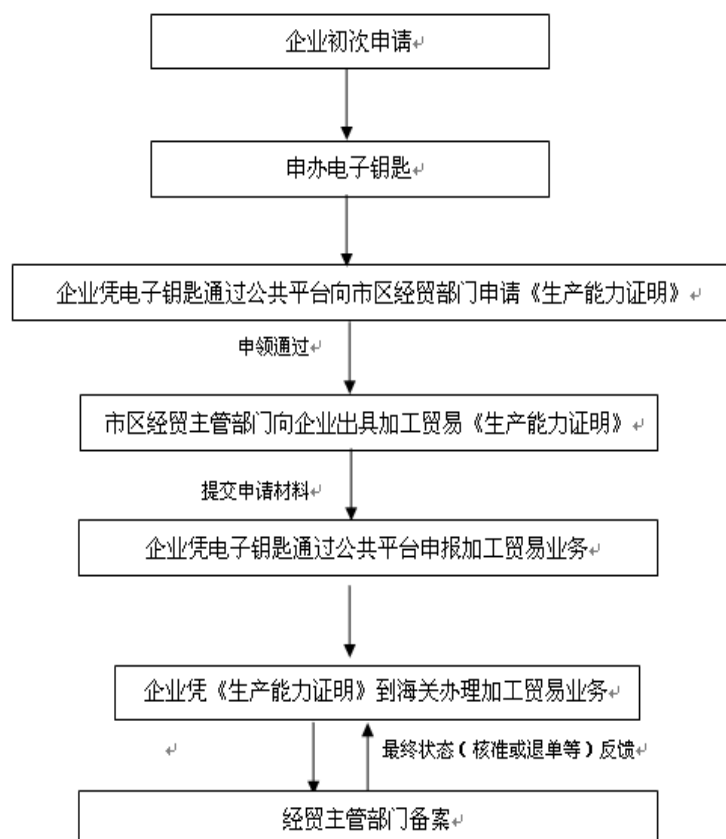 企业初次申请
申办电子钥匙
企业凭电子钥匙通过公共平台向市区经贸部门申请《生产能力证明》
申领通过
市区经贸主管部门向企业出具加工贸易《生产能力证明》
提交申请材料
企业凭电子钥匙通过公共平台申报加工贸易业务
企业凭《生产能力证明》到海关办理加工贸易业务
最终状态（核准或退单等）反馈
经贸主管部门备案